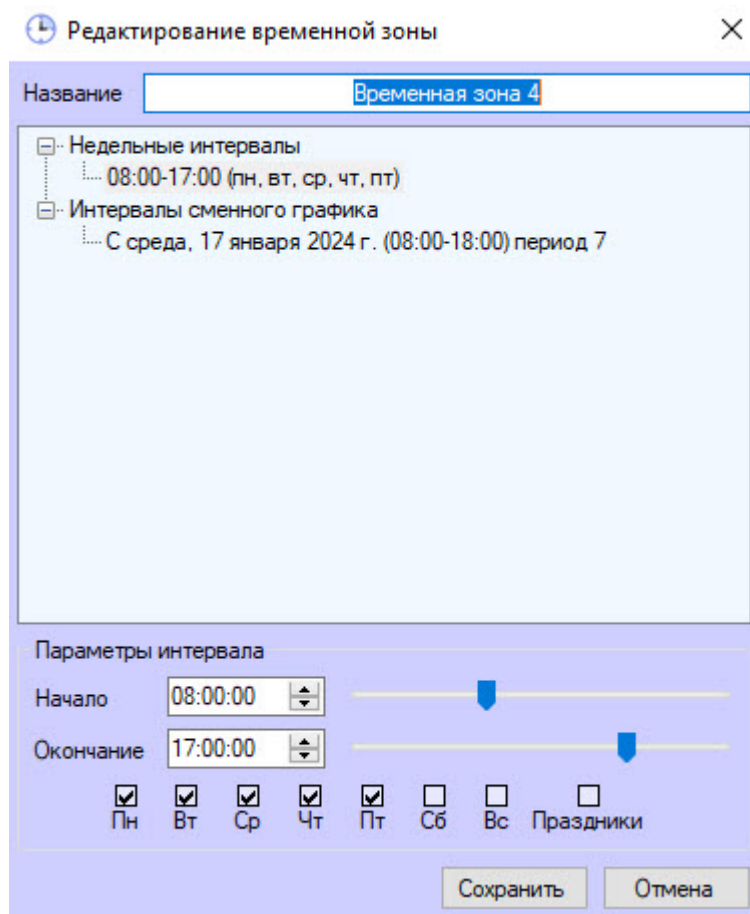 Редактирование временной зоны
Название Временная зона 4
Недельные интервалы
08:00-17:00 (пн, вт, ср, чт, пт)
Интервалы сменного графика
С среда, 17 января 2024 г. (08:00-18:00) период 7
Параметры интервала
Начало 08:00:00
Окончание 17:00:00
Пн Вт Ср Чт Пт Сб Вс Праздники
Сохранить Отмена